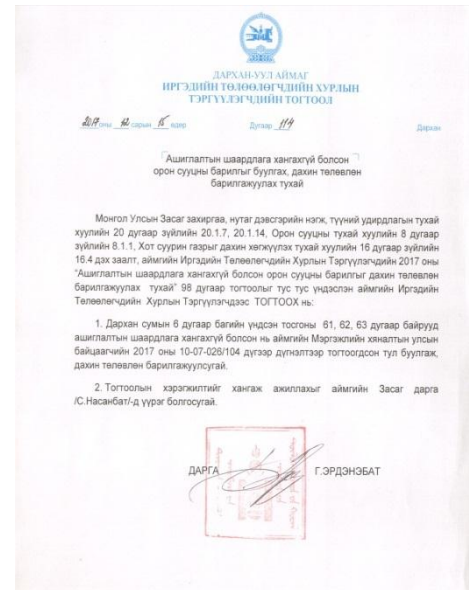 ДАРХАН-УУЛ АЙМАГ
ИРГЭДИЙН ТӨЛӨӨЛӨГЧДИЙН ХУРЛЫН
ТЭРГҮҮЛЭГЧДИЙН ТОГТООЛ
2017 оны 12 сарын 15 өдөр Дугаар 114 Дархан
Ашиглалтын шаардлага хангахгүй болсон
орон сууцны барилгыг буулгах, дахин төлөвлөн
барилгажуулах тухай
Монгол Улсын Засаг захиргаа, нутаг дэвсгэрийн нэгж, түүний удирдлагын тухай
хуулийн 20 дугаар зүйлийн 20.1.7, 20.1.14, Орон сууцны тухай хуулийн 8 дугаар
зүйлийн 8.1.1, Хот суурин газрыг дахин хөгжүүлэх тухай хуулийн 16 дугаар зүйлийн
16.4 дэх заалт, аймгийн Иргэдийн Төлөөлөгчдийн Хурлын Тэргүүлэгчдийн 2017 оны
“Ашиглалтын шаардлага хангахгүй болсон орон сууцны барилгыг дахин төлөвлөн
барилгажуулах тухай” 98 дугаар тогтоолыг тус тус үндэслэн аймгийн Иргэдийн
Төлөөлөгчдийн Хурлын Тэргүүлэгчдээс ТОГТООХ нь:
1. Дархан сумын 6 дугаар багийн үндсэн тосгоны 61, 62, 63 дугаар байрууд
ашиглалтын шаардлага хангахгүй болсон нь аймгийн Мэргэжлийн хяналтын улсын
байцаагчийн 2017 оны 10-07-026/104 дүгээр дүгнэлтээр тогтоогдсон тул буулгаж,
дахин төлөвлөн барилгажуулсугай.
2. Тогтоолын хэрэгжилтийг хангаж ажиллахыг аймгийн Засаг дарга
/С.Насанбат/-д үүрэг болгосугай.
ДАРГА Г.ЭРДЭНЭБАТ